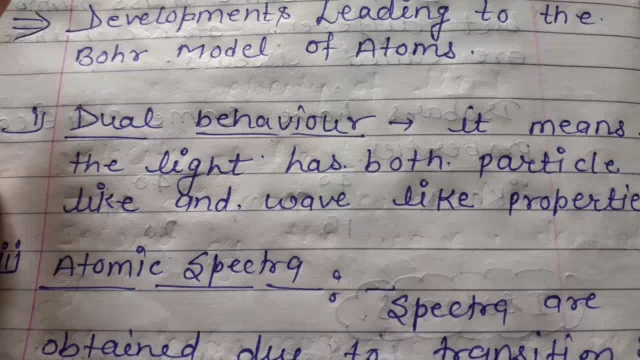 ⇒ Developments Leading to the
Bohr Model of Atoms.
i) Dual behaviour → it means
the light has both particle
like and wave like propertie
ii) Atomic Spectra : – Spectra are
obtained due to transition